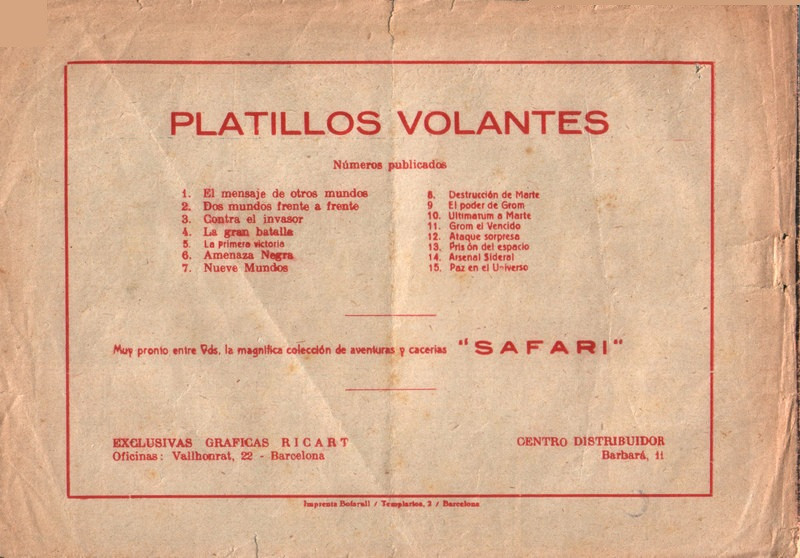 PLATILLOS VOLANTES
Números publicados
1. El mensaje de otros mundos
2. Dos mundos frente a frente
3. Contra el invasor
4. La gran batalla
5. La primera victoria
6. Amenaza Negra
7. Nueve Mundos
8. Destrucción de Marte
9 El poder de Grom
10. Ultimatum a Marte
11. Grom el Vencido
12. Ataque sorpresa
13. Prisión del espacio
14. Arsenal Sideral
15. Paz en el Universo
Muy pronto entre Vds. la magnífica colección de aventuras y cacerias "SAFARI"
EXCLUSIVAS GRAFICAS RICART
Oficinas: Vallhonrat, 22 - Barcelona
CENTRO DISTRIBUIDOR
Barbará, 11
Imprenta Bofarull / Templarios, 2 / Barcelona